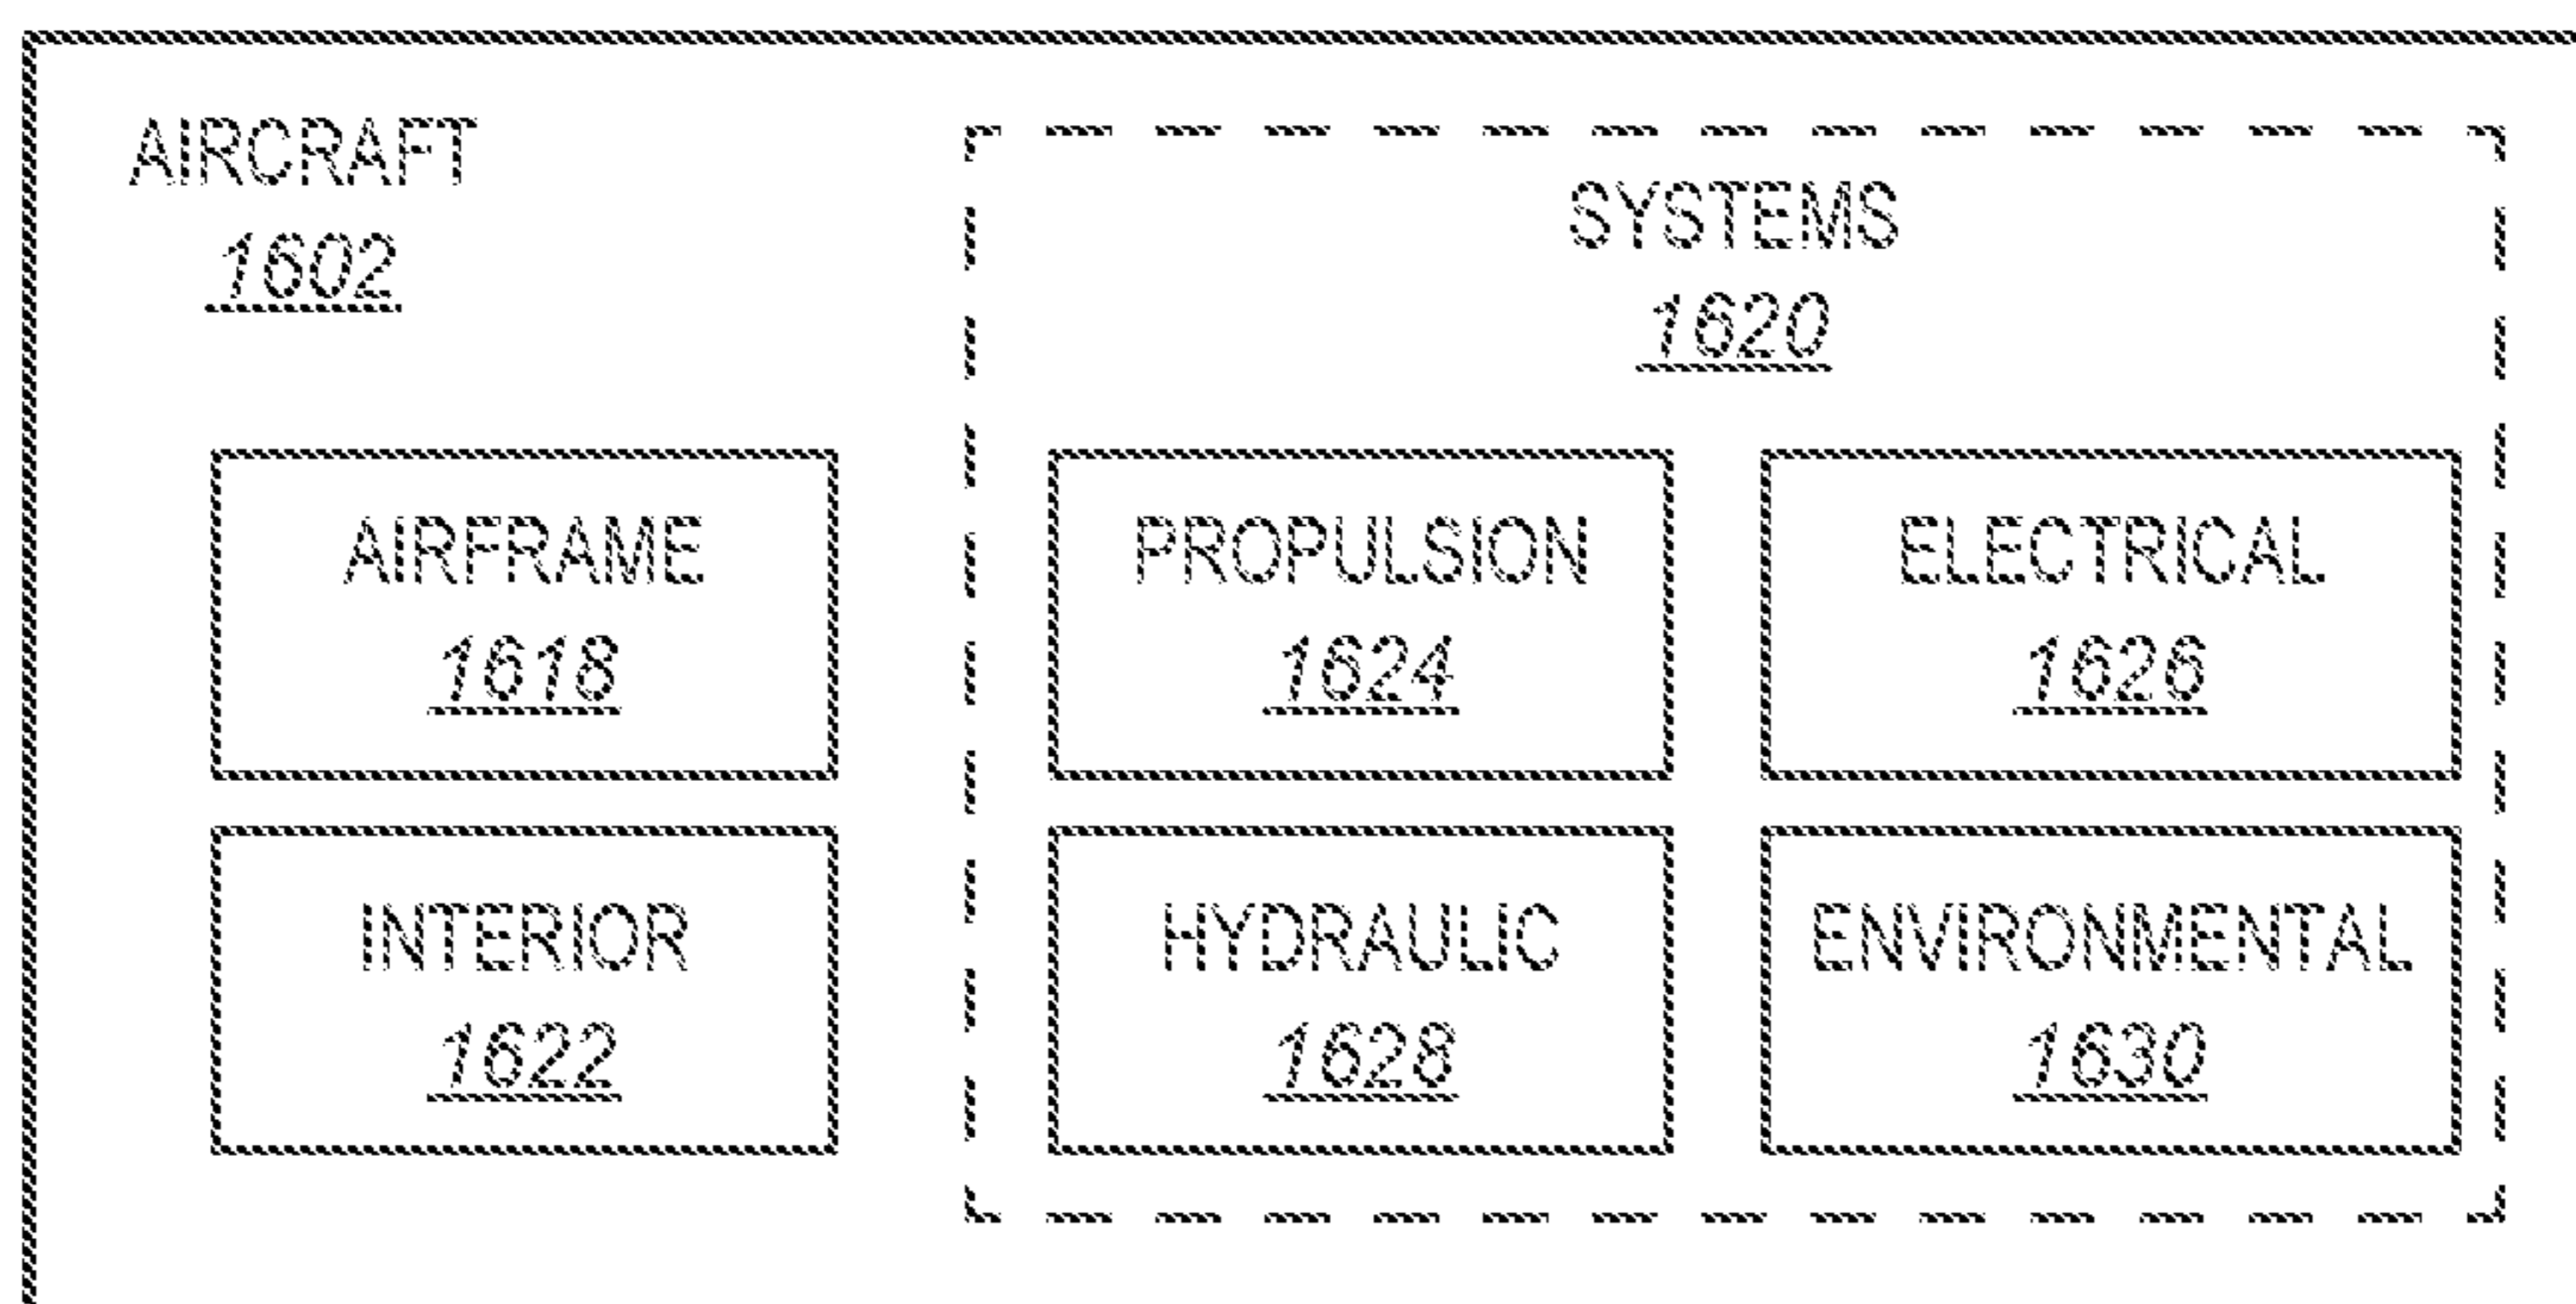 AIRCRAFT
1602
SYSTEMS
1620
AIRFRAME
1618
PROPULSION
1624
ELECTRICAL
1626
INTERIOR
1622
HYDRAULIC
1628
ENVIRONMENTAL
1630